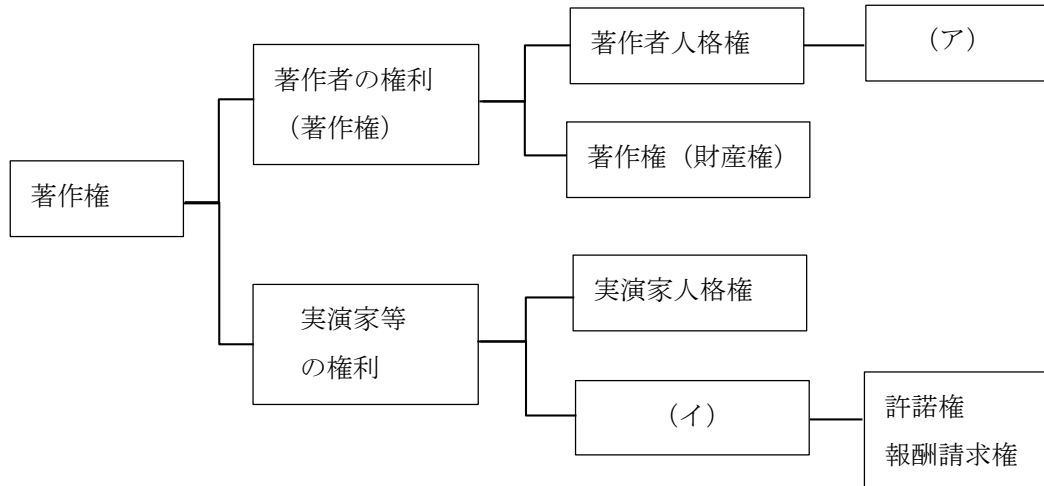 著作者人格権
（ア）
著作者の権利
（著作権）
著作権（財産権）
著作権
実演家人格権
実演家等
の権利
（イ）
許諾権
報酬請求権